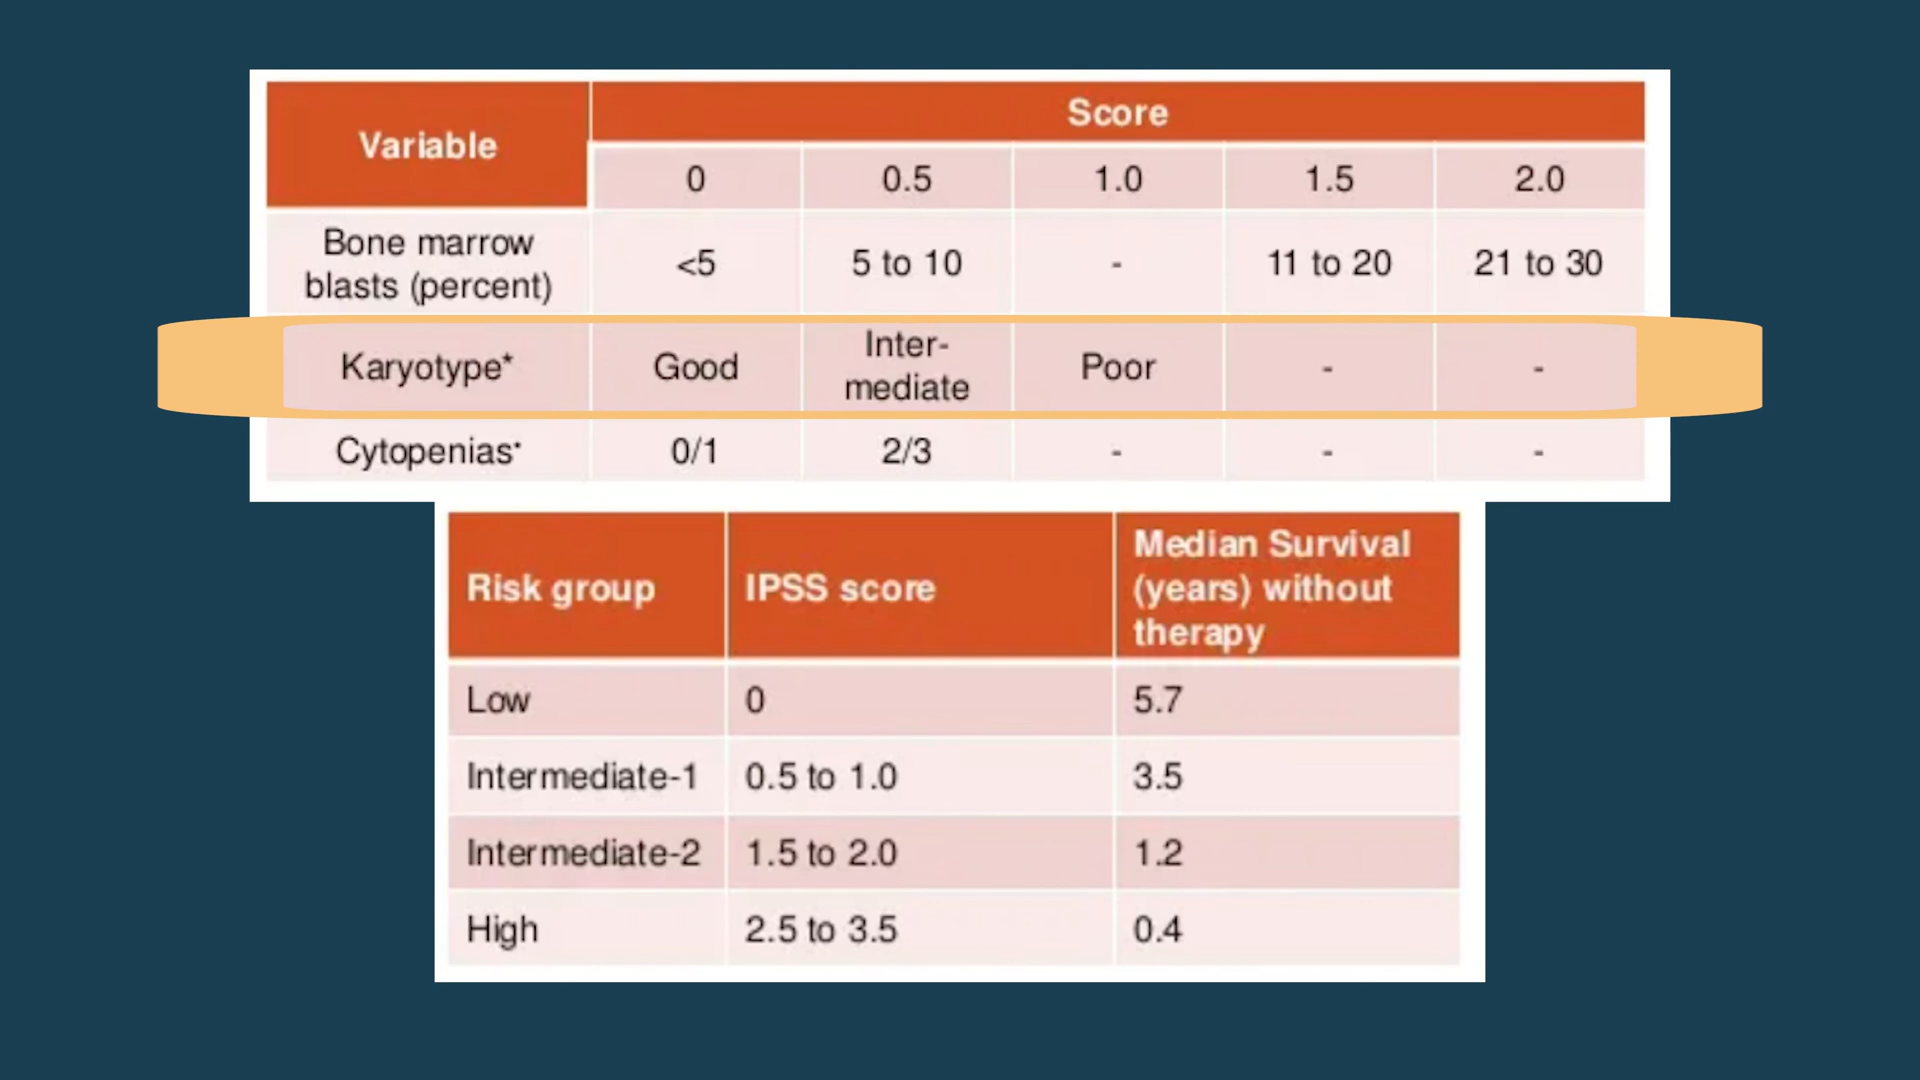 Variable Score
0 0.5 1.0 1.5 2.0
Bone marrow
blasts (percent) <5 5 to 10 - 11 to 20 21 to 30
Karyotype* Good Inter-
mediate Poor - -
Cytopenias• 0/1 2/3 - - -
Risk group IPSS score Median Survival
(years) without
therapy
Low 0 5.7
Intermediate-1 0.5 to 1.0 3.5
Intermediate-2 1.5 to 2.0 1.2
High 2.5 to 3.5 0.4